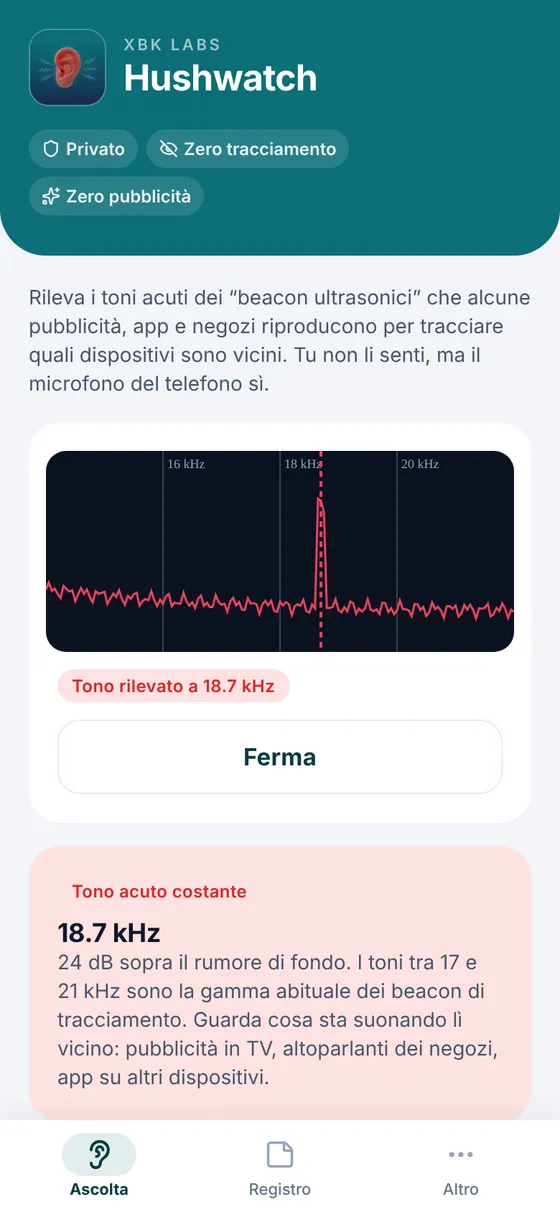 XBK LABS
Hushwatch
Privato
Zero tracciamento
Zero pubblicità
Rileva i toni acuti dei “beacon ultrasonici” che alcune
pubblicità, app e negozi riproducono per tracciare
quali dispositivi sono vicini. Tu non li senti, ma il
microfono del telefono sì.
16 kHz
18 kHz
20 kHz
Tono rilevato a 18.7 kHz
Ferma
Tono acuto costante
18.7 kHz
24 dB sopra il rumore di fondo. I toni tra 17 e
21 kHz sono la gamma abituale dei beacon di
tracciamento. Guarda cosa sta suonando lì
vicino: pubblicità in TV, altoparlanti dei negozi,
app su altri dispositivi.
Ascolta
Registro
Altro